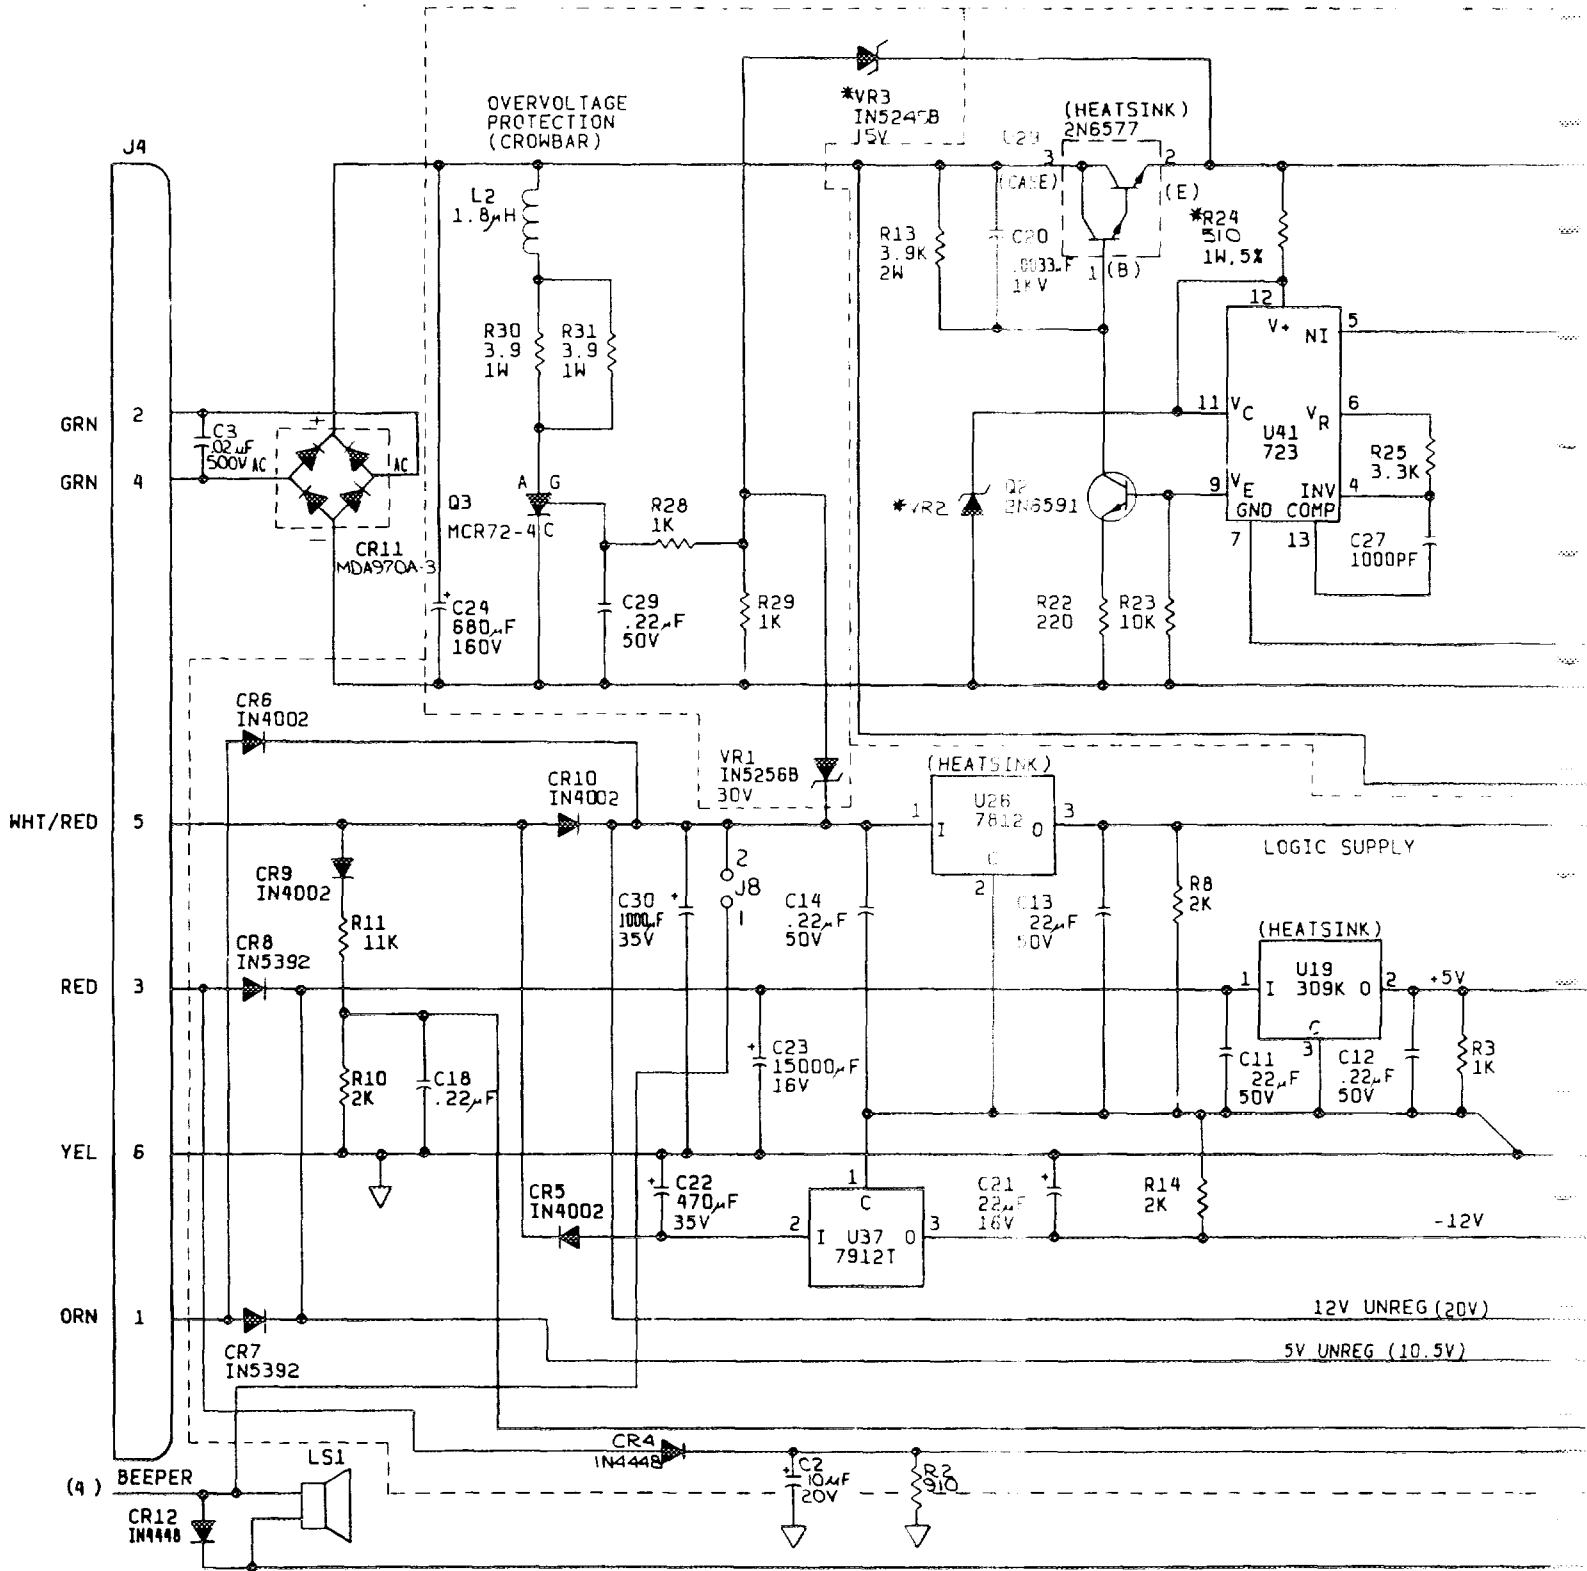 J4
OVERVOLTAGE
PROTECTION
(CROWBAR)
*VR3
15V
(HEATSINK)
2N6577
3
2
(CASE)
(E)
1 (B)
L2
1.8µH
R13
3.9K
2W
C20
.0033µF
1KV
*R24
510
1W,5%
12
V+
NI
5
R30
3.9
1W
R31
3.9
1W
GRN
2
C3
.02µF
500V
AC
+
AC
GRN
4
–
CR11
MDA970A-3
A
G
Q3
MCR72-4
C
R28
1K
*VR2
Q2
2N6591
11
VC
VR
6
U41
723
R25
3.3K
9
VE
INV
4
GND
COMP
7
13
C27
1000PF
+
C24
680µF
160V
C29
.22µF
50V
R29
1K
R22
220
R23
10K
CR6
IN4002
CR10
IN4002
VR1
IN5256B
30V
(HEATSINK)
U26
7812
1
I
O
3
C
2
LOGIC SUPPLY
WHT/RED
5
CR9
IN4002
R11
11K
C30
1000µF
35V
+
2
J8
1
C14
.22µF
50V
C13
.22µF
50V
R8
2K
(HEATSINK)
CR8
IN5392
RED
3
1
I
U19
309K
O
2
+5V
C
3
R10
2K
C18
.22µF
+
C23
15000µF
16V
C11
.22µF
50V
C12
.22µF
50V
R3
1K
YEL
6
CR5
IN4002
+
C22
470µF
35V
1
C
2
I
U37
7912T
O
3
C21
22µF
16V
+
R14
2K
-12V
ORN
1
CR7
IN5392
12V UNREG (20V)
5V UNREG (10.5V)
CR4
IN4448
+
C2
10µF
20V
R2
910
(4)
BEEPER
LS1
CR12
IN4448